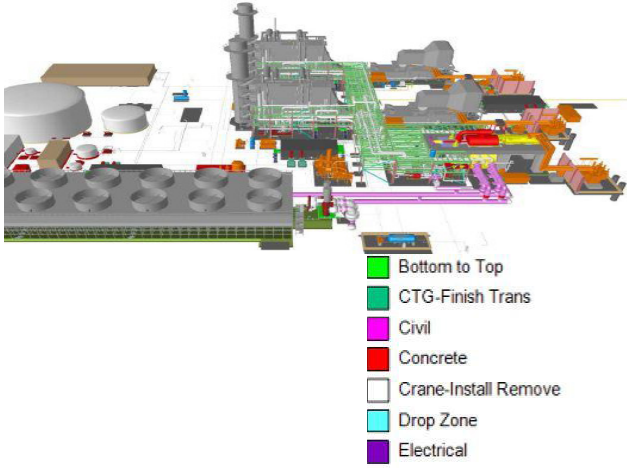 Bottom to Top
CTG-Finish Trans
Civil
Concrete
Crane-Install Remove
Drop Zone
Electrical